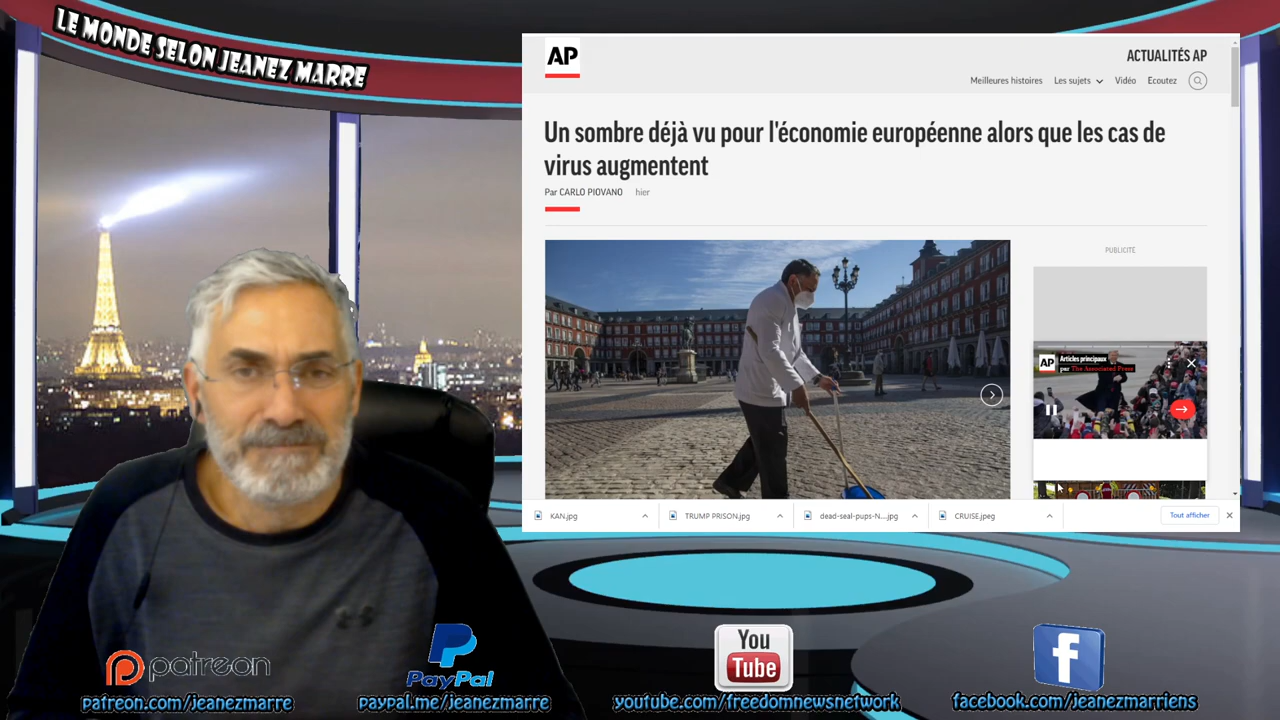 LE MONDE SELON JEANEZ MARRE
AP
ACTUALITÉS AP
Meilleures histoires Les sujets Vidéo Ecoutez
Un sombre déjà vu pour l'économie européenne alors que les cas de
virus augmentent
Par CARLO PIOVANO hier
PUBLICITÉ
AP Articles principaux
par The Associated Press
KAN.jpg TRUMP PRISON.jpg dead-seal-pups-N....jpg CRUISE.jpeg Tout afficher
patreon
PayPal
You
Tube
f
patreon.com/jeanezmarre
paypal.me/jeanezmarre
youtube.com/freedomnewsnetwork
facebook.com/jeanezmarriens